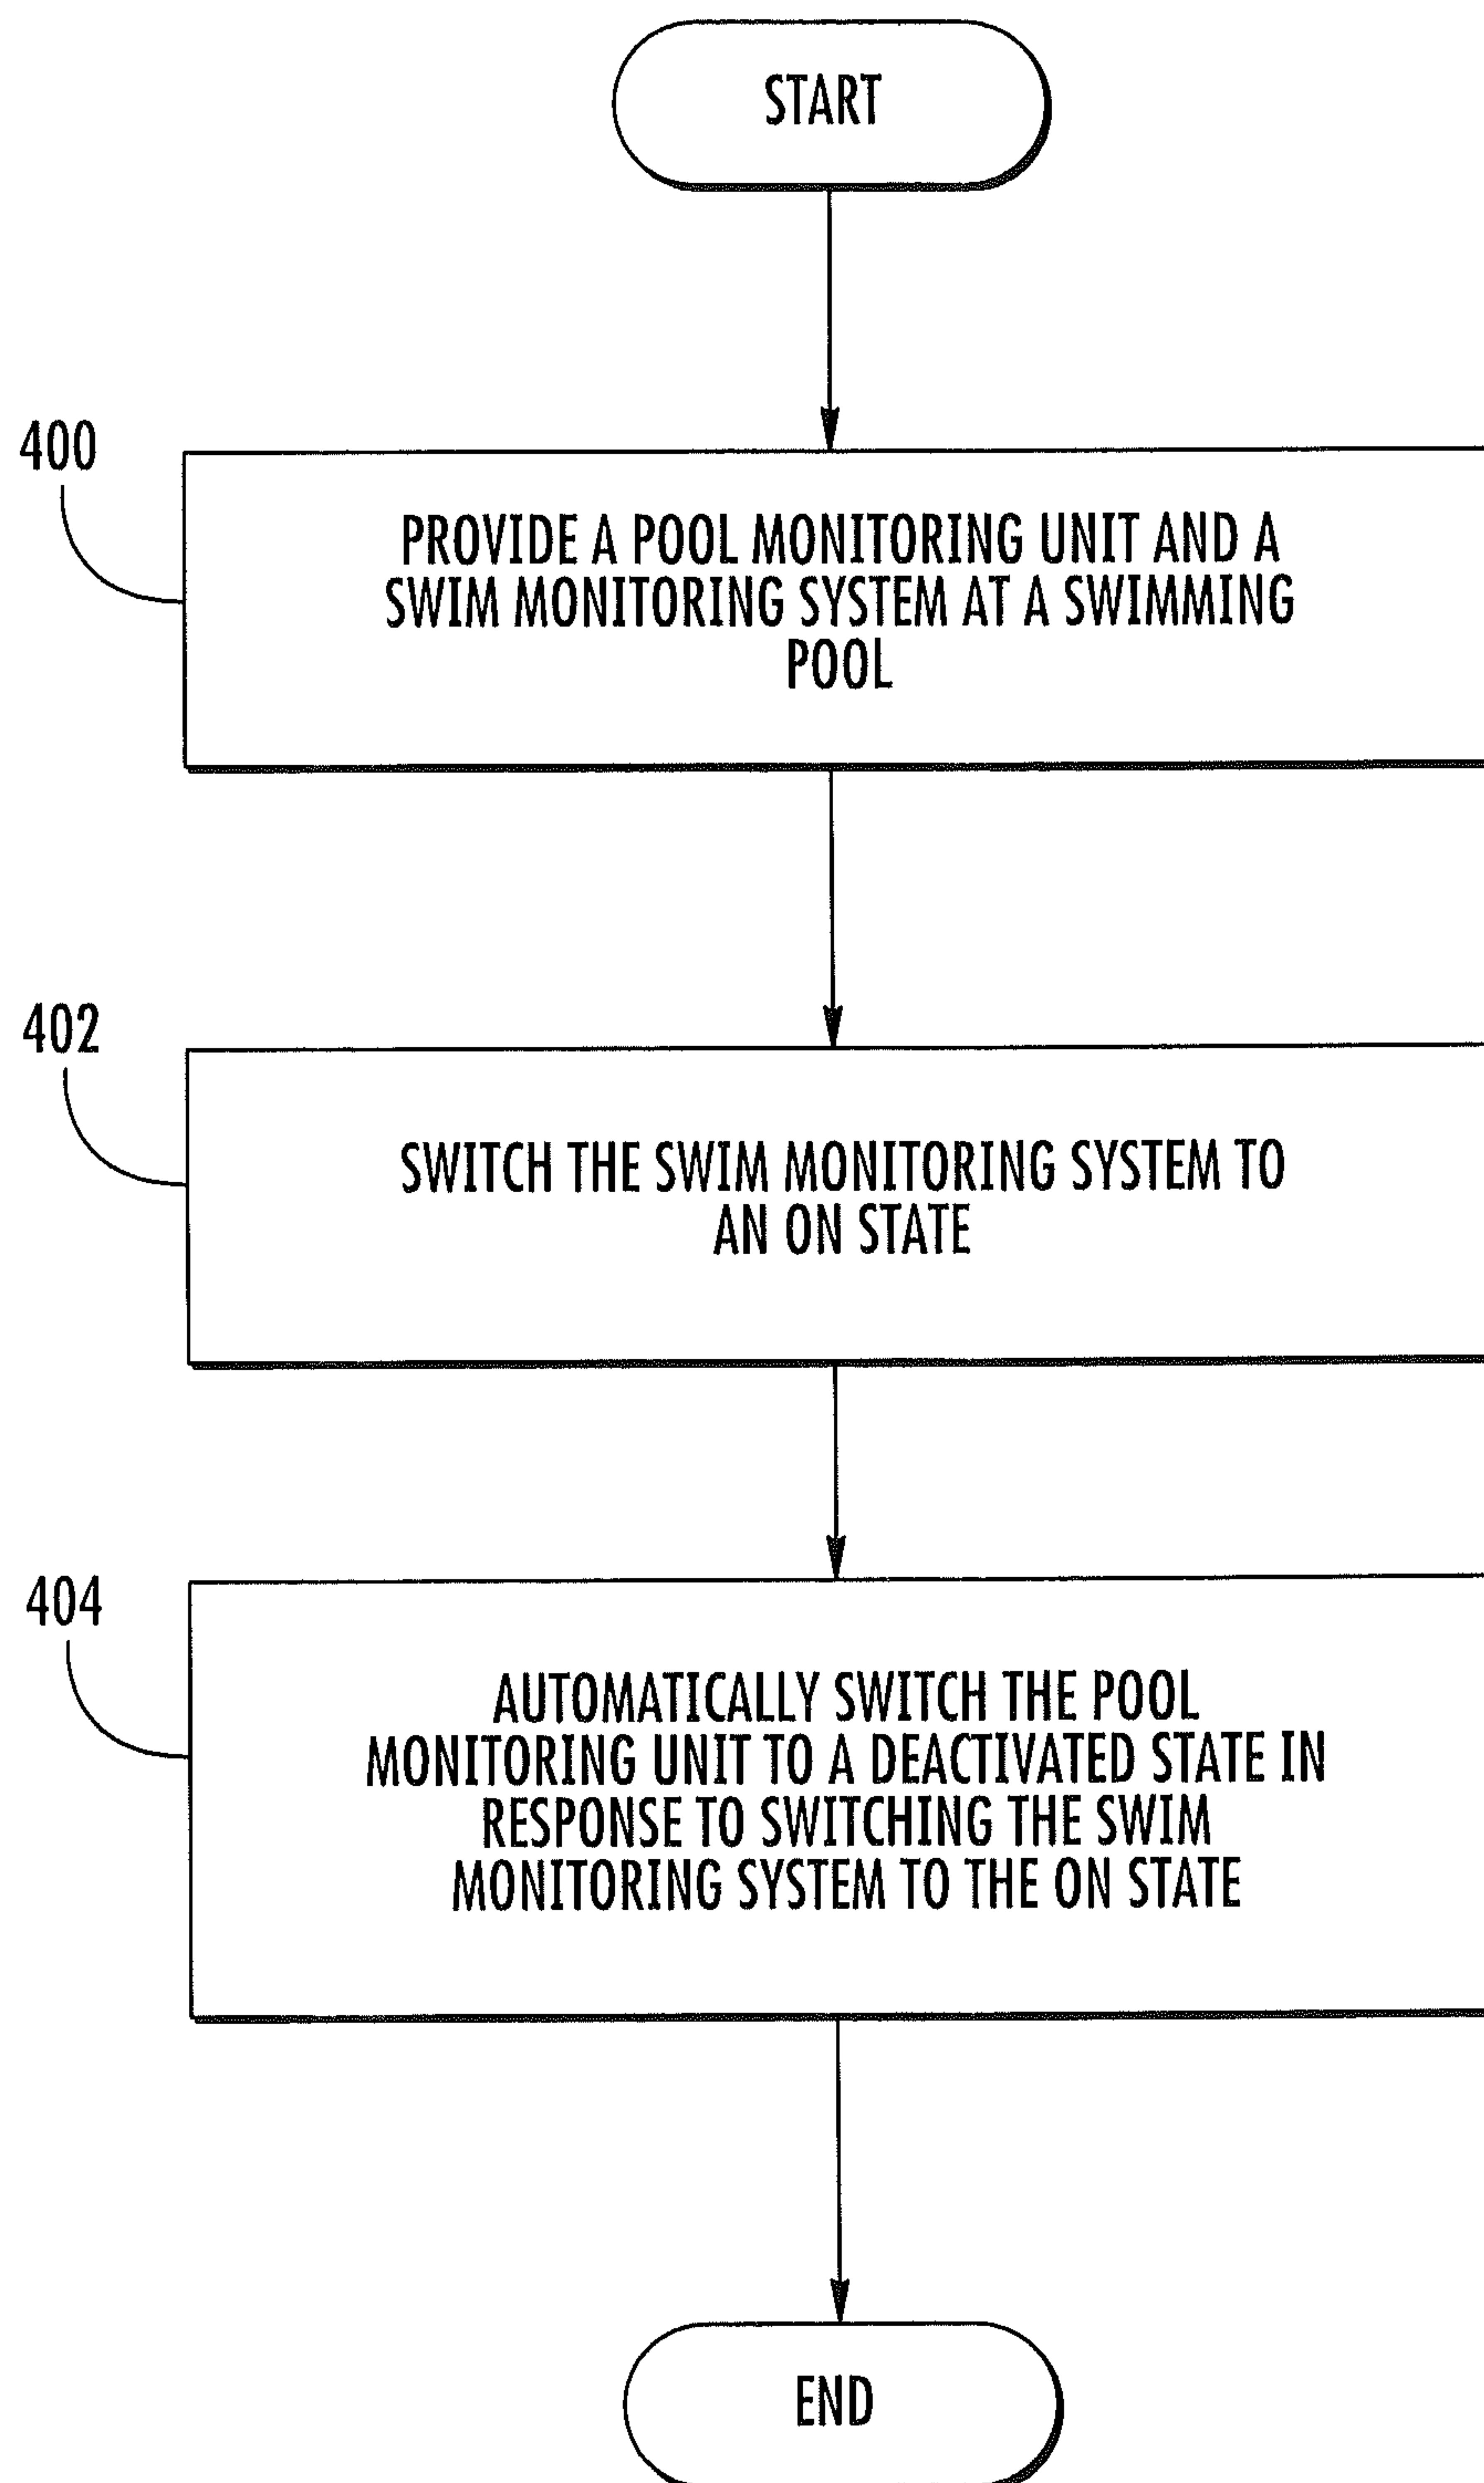 START
400
PROVIDE A POOL MONITORING UNIT AND A
SWIM MONITORING SYSTEM AT A SWIMMING
POOL
402
SWITCH THE SWIM MONITORING SYSTEM TO
AN ON STATE
404
AUTOMATICALLY SWITCH THE POOL
MONITORING UNIT TO A DEACTIVATED STATE IN
RESPONSE TO SWITCHING THE SWIM
MONITORING SYSTEM TO THE ON STATE
END